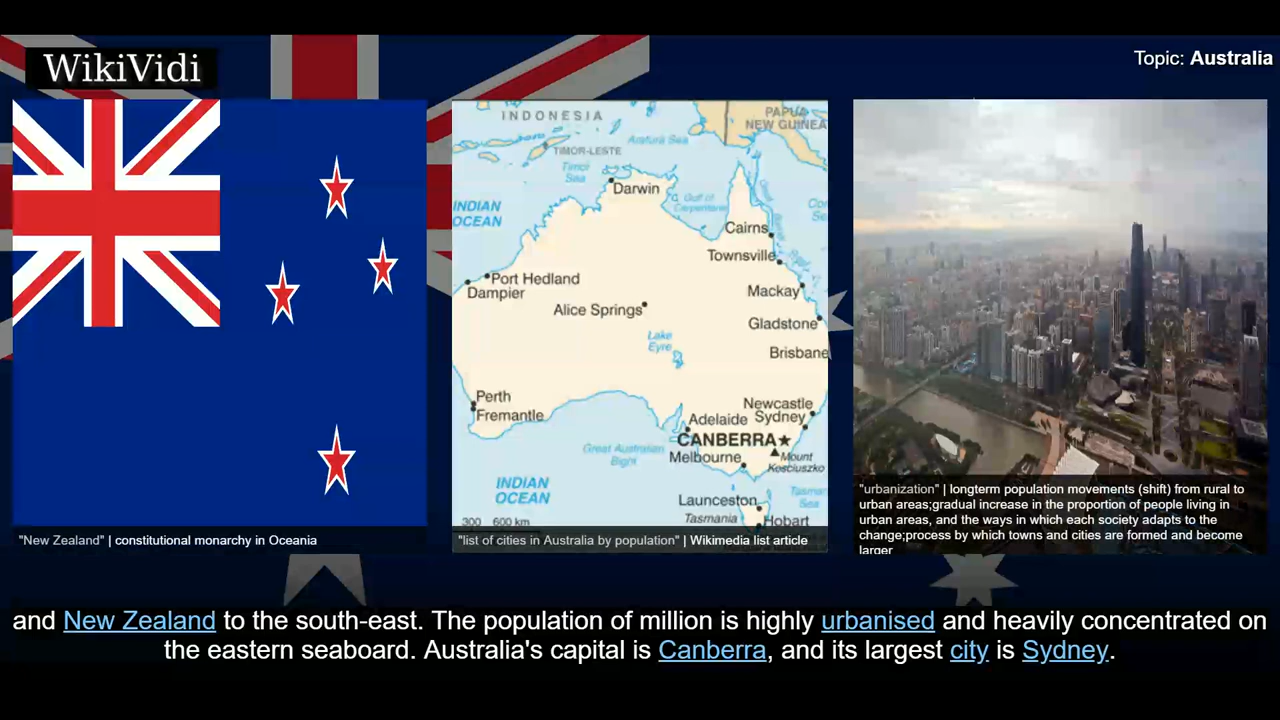 WikiVidi
Topic: Australia
INDONESIA
PAPUA
NEW GUINEA
Arafura Sea
TIMOR-LESTE
Timor
Sea
Darwin
INDIAN
OCEAN
Gulf of
Carpentaria
Cairns
Townsville
Port Hedland
Dampier
Mackay
Alice Springs
Gladstone
Lake
Eyre
Brisbane
Perth
Fremantle
Newcastle
Adelaide Sydney
CANBERRA
Great Australian
Bight
Melbourne
Mount
Kosciuszko
INDIAN
OCEAN
Launceston
Tasman
Sea
Tasmania
Hobart
300 600 km
"New Zealand" | constitutional monarchy in Oceania
"list of cities in Australia by population" | Wikimedia list article
"urbanization" | longterm population movements (shift) from rural to
urban areas;gradual increase in the proportion of people living in
urban areas, and the ways in which each society adapts to the
change;process by which towns and cities are formed and become
larger
and New Zealand to the south-east. The population of million is highly urbanised and heavily concentrated on
the eastern seaboard. Australia's capital is Canberra, and its largest city is Sydney.